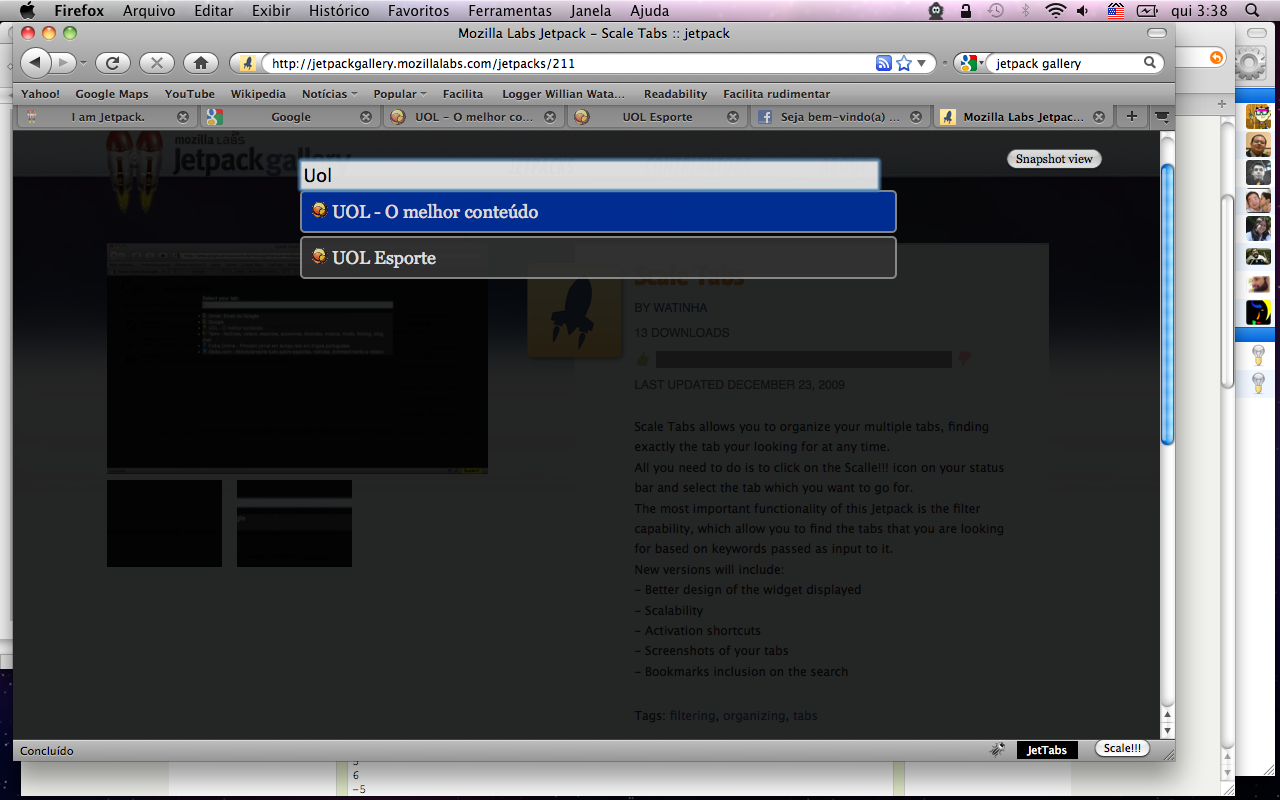 Firefox Arquivo Editar Exibir Histórico Favoritos Ferramentas Janela Ajuda qui 3:38
Mozilla Labs Jetpack – Scale Tabs :: jetpack
http://jetpackgallery.mozillalabs.com/jetpacks/211
jetpack gallery
Yahoo! Google Maps YouTube Wikipedia Notícias Popular Facilita Logger Willian Wata... Readability Facilita rudimentar
I am Jetpack. Google UOL – O melhor co... UOL Esporte Seja bem-vindo(a) ... Mozilla Labs Jetpac...
mozilla LaBS
Jetpack gallery
Snapshot view
Uol
UOL - O melhor conteúdo
UOL Esporte
Select your tab:
Scale Tabs
BY WATINHA
13 DOWNLOADS
LAST UPDATED DECEMBER 23, 2009
Scale Tabs allows you to organize your multiple tabs, finding
exactly the tab your looking for at any time.
All you need to do is to click on the Scalle!!! icon on your status
bar and select the tab which you want to go for.
The most important functionality of this Jetpack is the filter
capability, which allow you to find the tabs that you are looking
for based on keywords passed as input to it.
New versions will include:
– Better design of the widget displayed
– Scalability
– Activation shortcuts
– Screenshots of your tabs
– Bookmarks inclusion on the search
Tags: filtering, organizing, tabs
Concluído
JetTabs
Scale!!!
6
–5